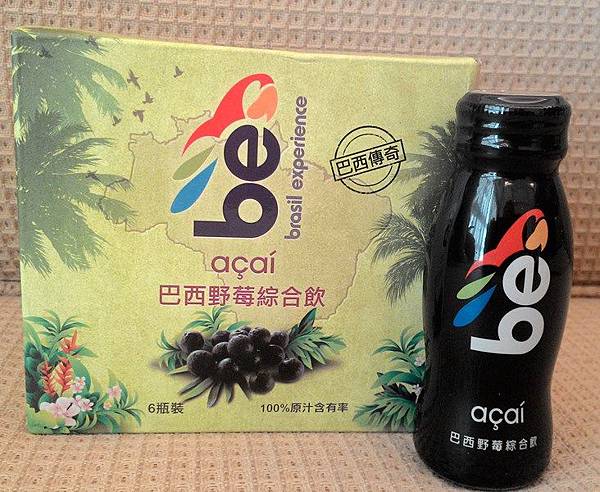 be
brasil experience
巴西傳奇
açaí
巴西野莓綜合飲
6瓶裝
100%原汁含有率
be
açaí
巴西野莓綜合飲